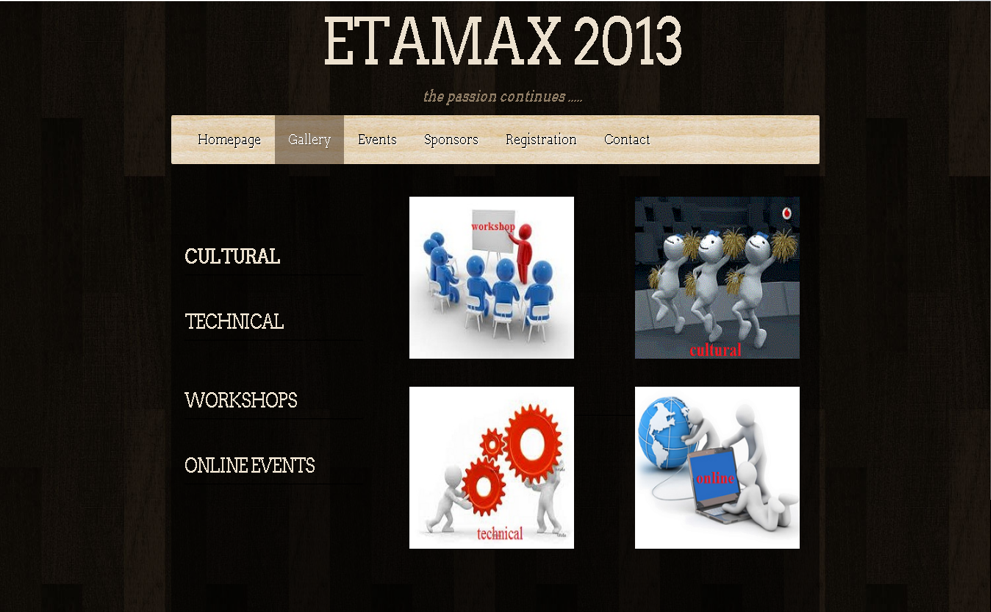 ETAMAX 2013
the passion continues .....
Homepage Gallery Events Sponsors Registration Contact
CULTURAL
TECHNICAL
WORKSHOPS
ONLINE EVENTS
workshop
cultural
technical
online